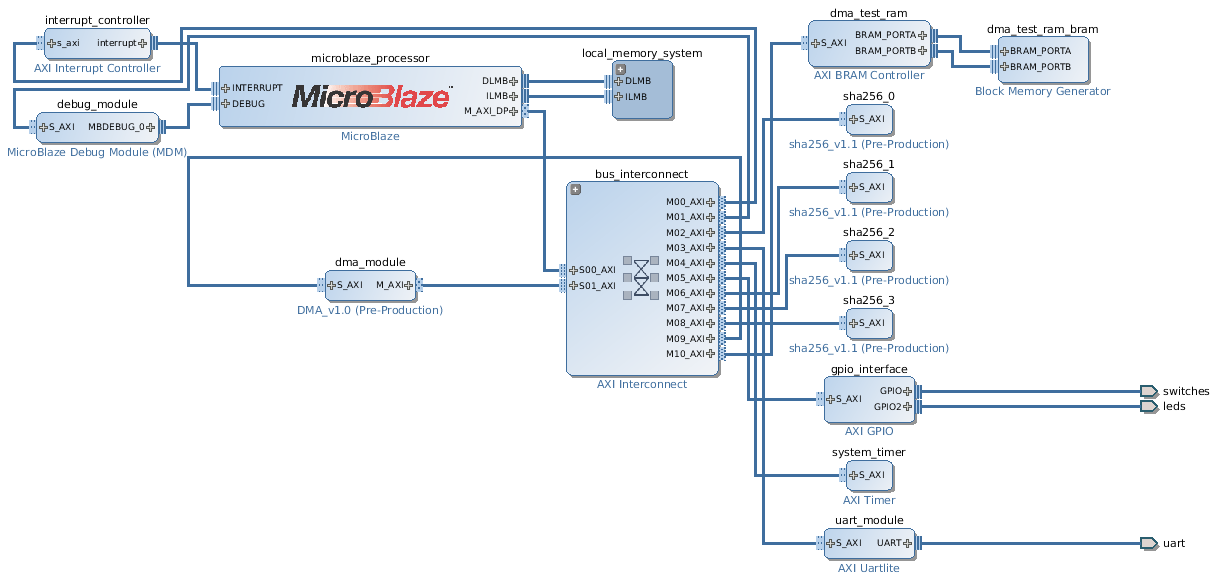 interrupt_controller
s_axi
interrupt
AXI Interrupt Controller
debug_module
S_AXI
MBDEBUG_0
MicroBlaze Debug Module (MDM)
microblaze_processor
INTERRUPT
DEBUG
MicroBlaze
DLMB
ILMB
M_AXI_DP
MicroBlaze
local_memory_system
DLMB
ILMB
dma_module
S_AXI
M_AXI
DMA_v1.0 (Pre-Production)
bus_interconnect
S00_AXI
S01_AXI
M00_AXI
M01_AXI
M02_AXI
M03_AXI
M04_AXI
M05_AXI
M06_AXI
M07_AXI
M08_AXI
M09_AXI
M10_AXI
AXI Interconnect
dma_test_ram
S_AXI
BRAM_PORTA
BRAM_PORTB
AXI BRAM Controller
dma_test_ram_bram
BRAM_PORTA
BRAM_PORTB
Block Memory Generator
sha256_0
S_AXI
sha256_v1.1 (Pre-Production)
sha256_1
S_AXI
sha256_v1.1 (Pre-Production)
sha256_2
S_AXI
sha256_v1.1 (Pre-Production)
sha256_3
S_AXI
sha256_v1.1 (Pre-Production)
gpio_interface
S_AXI
GPIO
GPIO2
AXI GPIO
switches
leds
system_timer
S_AXI
AXI Timer
uart_module
S_AXI
UART
AXI Uartlite
uart